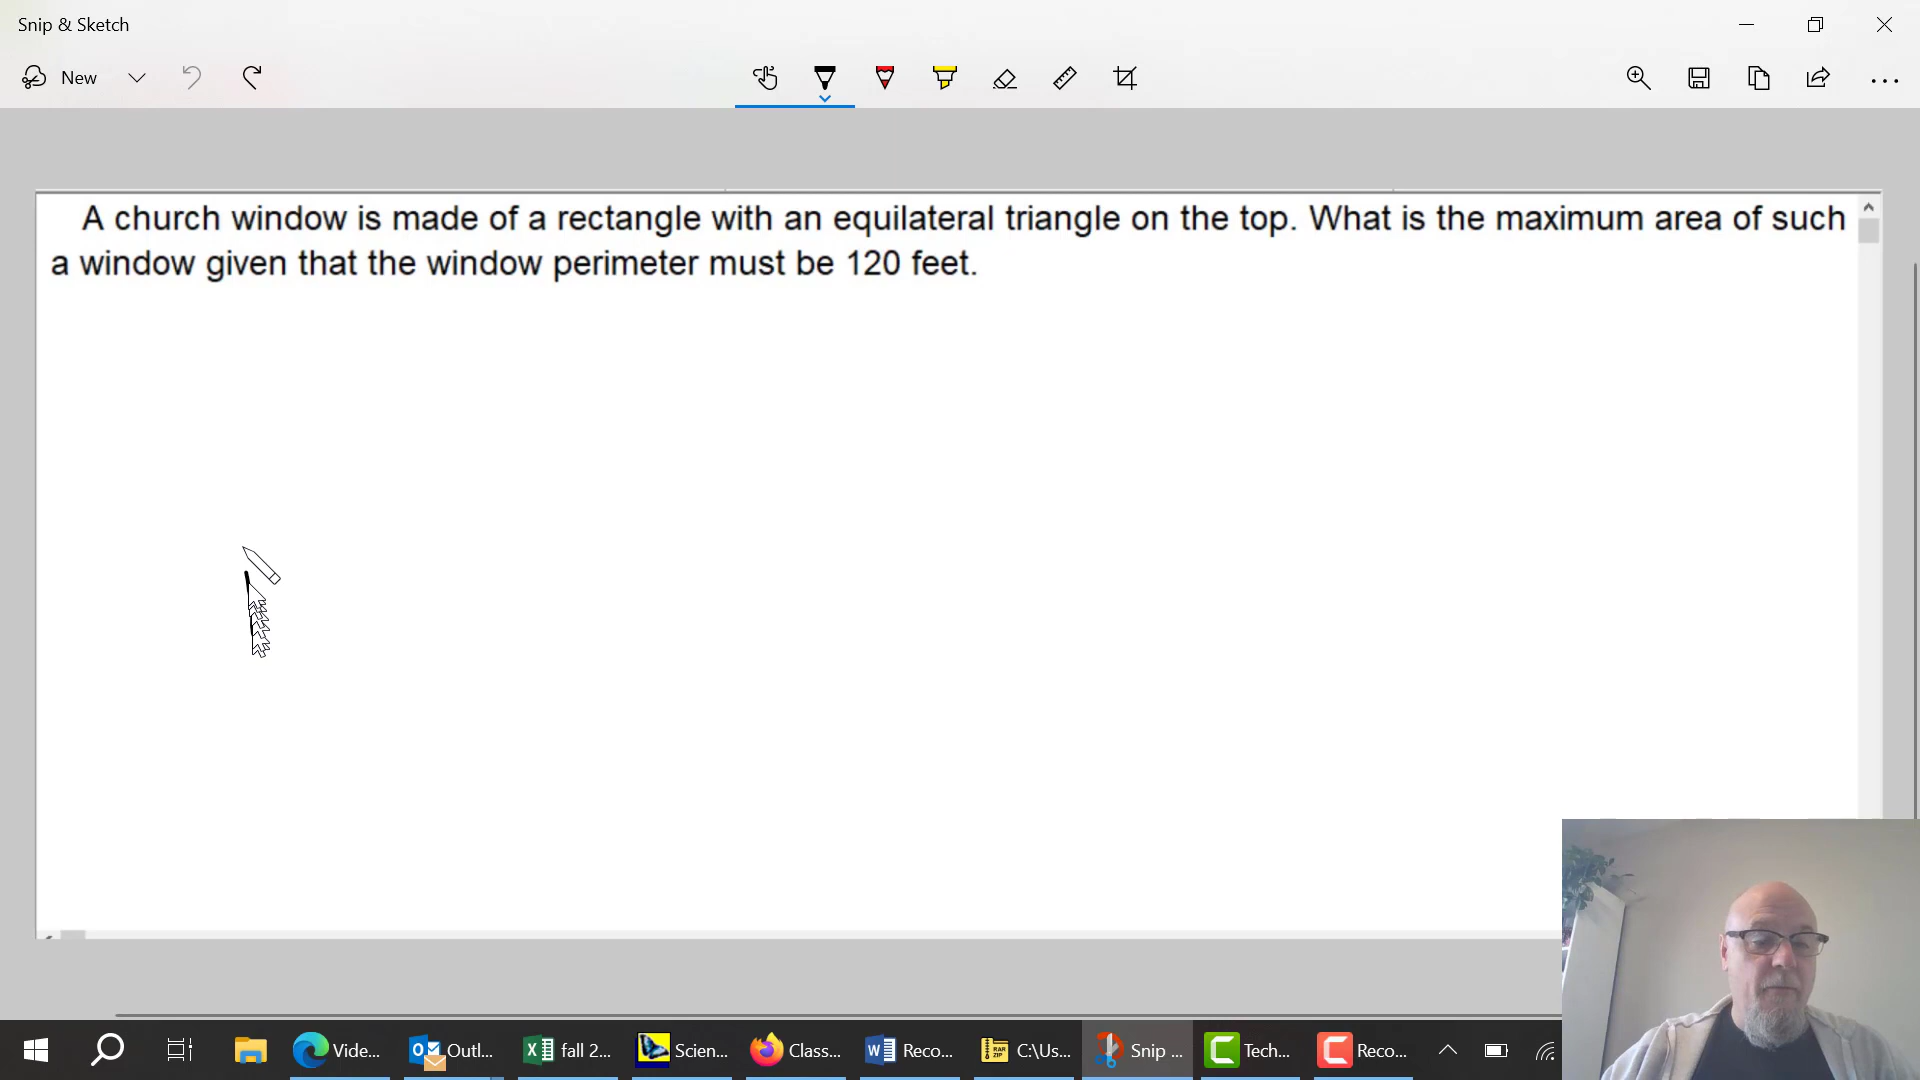 Snip & Sketch
New
A church window is made of a rectangle with an equilateral triangle on the top. What is the maximum area of such
a window given that the window perimeter must be 120 feet.
Vide...
Outl...
fall 2...
Scien...
Class...
Reco...
C:\Us...
Snip ...
Tech...
Reco...